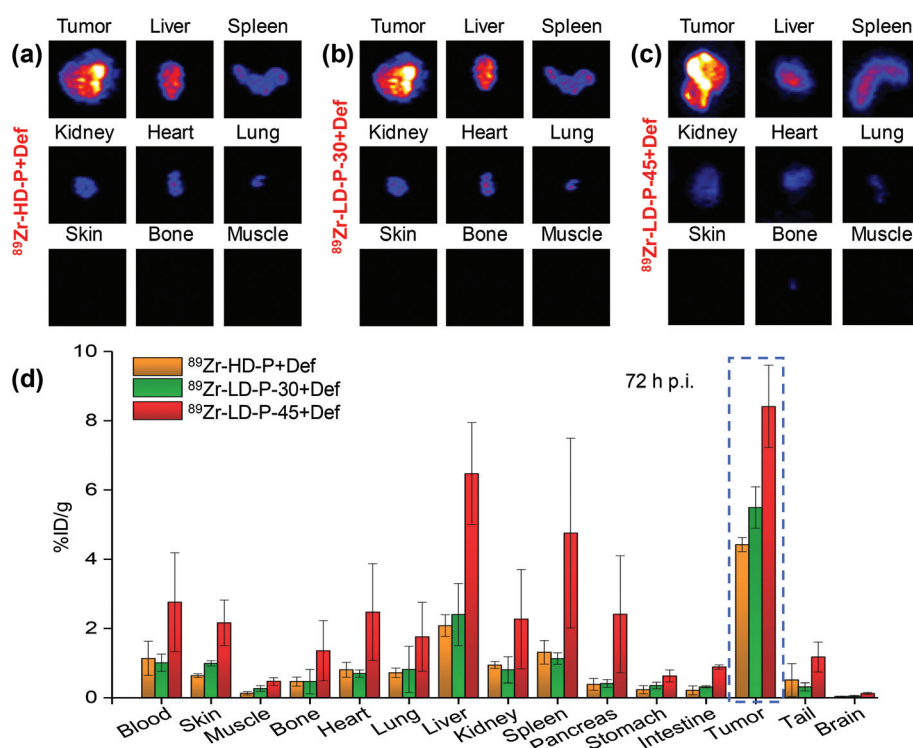 (a)
Tumor Liver Spleen
Kidney Heart Lung
Skin Bone Muscle
⁸⁹Zr-HD-P+Def
(b)
Tumor Liver Spleen
Kidney Heart Lung
Skin Bone Muscle
⁸⁹Zr-LD-P-30+Def
(c)
Tumor Liver Spleen
Kidney Heart Lung
Skin Bone Muscle
⁸⁹Zr-LD-P-45+Def
(d)
⁸⁹Zr-HD-P+Def
⁸⁹Zr-LD-P-30+Def
⁸⁹Zr-LD-P-45+Def
72 h p.i.
%ID/g
10
8
6
4
2
0
Blood Skin Muscle Bone Heart Lung Liver Kidney Spleen Pancreas Stomach Intestine Tumor Tail Brain